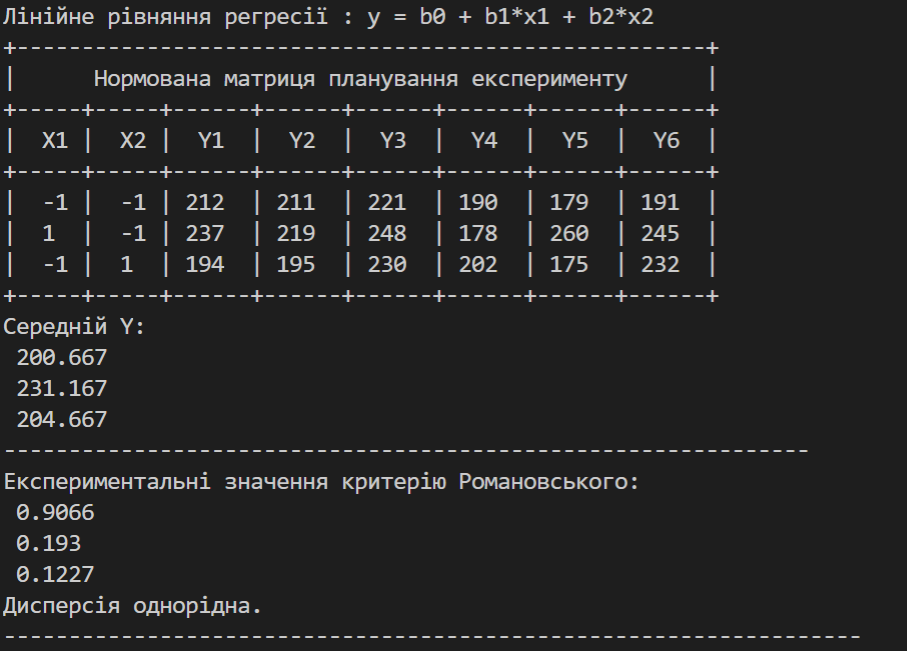 Лінійне рівняння регресії : y = b0 + b1*x1 + b2*x2
+-----------------------------------------------------+
|      Нормована матриця планування експерименту      |
+-----+-----+------+------+------+------+------+------+
|  X1 |  X2 |  Y1  |  Y2  |  Y3  |  Y4  |  Y5  |  Y6  |
+-----+-----+------+------+------+------+------+------+
|  -1 |  -1 | 212  | 211  | 221  | 190  | 179  | 191  |
|  1  |  -1 | 237  | 219  | 248  | 178  | 260  | 245  |
|  -1 |  1  | 194  | 195  | 230  | 202  | 175  | 232  |
+-----+-----+------+------+------+------+------+------+
Середній Y:
 200.667
 231.167
 204.667
--------------------------------------------------------------
Експериментальні значення критерію Романовського:
 0.9066
 0.193
 0.1227
Дисперсія однорідна.
------------------------------------------------------------------